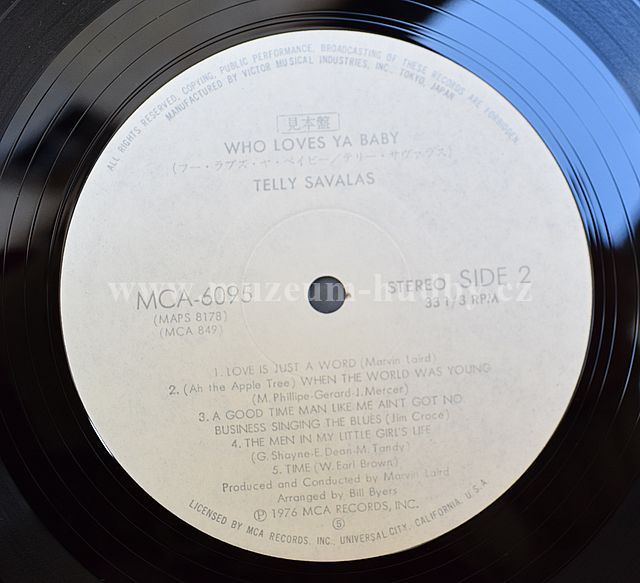 ALL RIGHTS RESERVED, COPYING, PUBLIC PERFORMANCE, BROADCASTING OF THESE RECORDS ARE FORBIDDEN.
MANUFACTURED BY VICTOR MUSICAL INDUSTRIES, INC., TOKYO, JAPAN
見本盤
WHO LOVES YA BABY
(フー・ラブズ・ヤ・ベイビー/テリー・サヴァラス)
TELLY SAVALAS
MCA-6095
(MAPS 8178)
(MCA 849)
STEREO SIDE 2
33 1/3 RPM
www.muzeum-hudby.cz
1. LOVE IS JUST A WORD (Marvin Laird)
2. (Ah the Apple Tree) WHEN THE WORLD WAS YOUNG
(M. Phillipe-Gerard-J. Mercer)
3. A GOOD TIME MAN LIKE ME AIN'T GOT NO
BUSINESS SINGING THE BLUES (Jim Croce)
4. THE MEN IN MY LITTLE GIRL'S LIFE
(G. Shayne-E. Dean-M. Tandy)
5. TIME (W. Earl Brown)
Produced and Conducted by Marvin Laird
Arranged by Bill Byers
Ⓟ 1976 MCA RECORDS, INC.
⑤
LICENSED BY MCA RECORDS, INC., UNIVERSAL CITY, CALIFORNIA, U.S.A